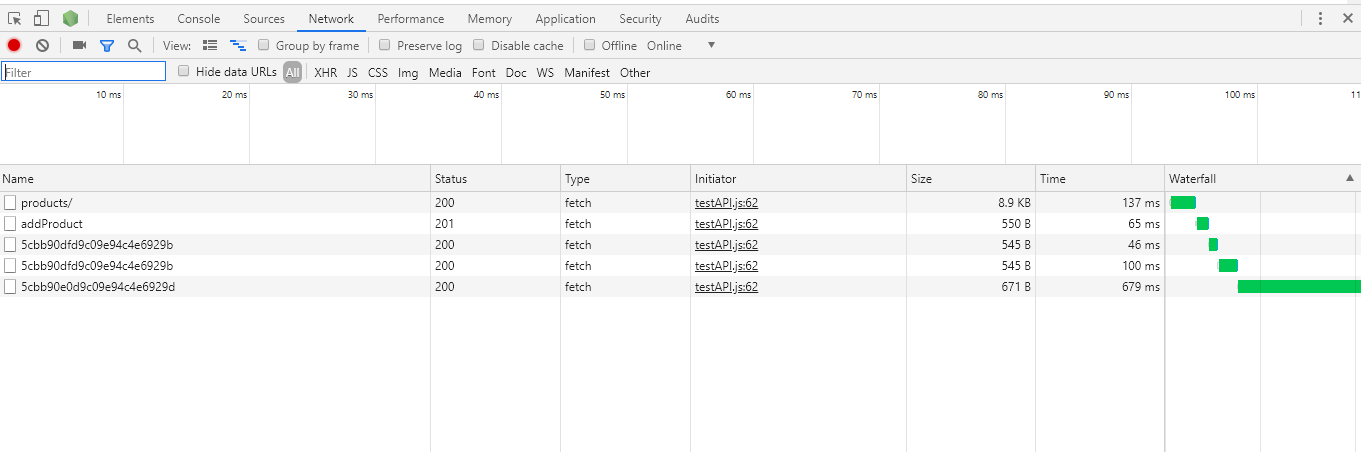 Elements Console Sources Network Performance Memory Application Security Audits
View: Group by frame Preserve log Disable cache Offline Online
Filter Hide data URLs All XHR JS CSS Img Media Font Doc WS Manifest Other
10 ms 20 ms 30 ms 40 ms 50 ms 60 ms 70 ms 80 ms 90 ms 100 ms 11
Name Status Type Initiator Size Time Waterfall
products/ 200 fetch testAPI.js:62 8.9 KB 137 ms
addProduct 201 fetch testAPI.js:62 550 B 65 ms
5cbb90dfd9c09e94c4e6929b 200 fetch testAPI.js:62 545 B 46 ms
5cbb90dfd9c09e94c4e6929b 200 fetch testAPI.js:62 545 B 100 ms
5cbb90e0d9c09e94c4e6929d 200 fetch testAPI.js:62 671 B 679 ms